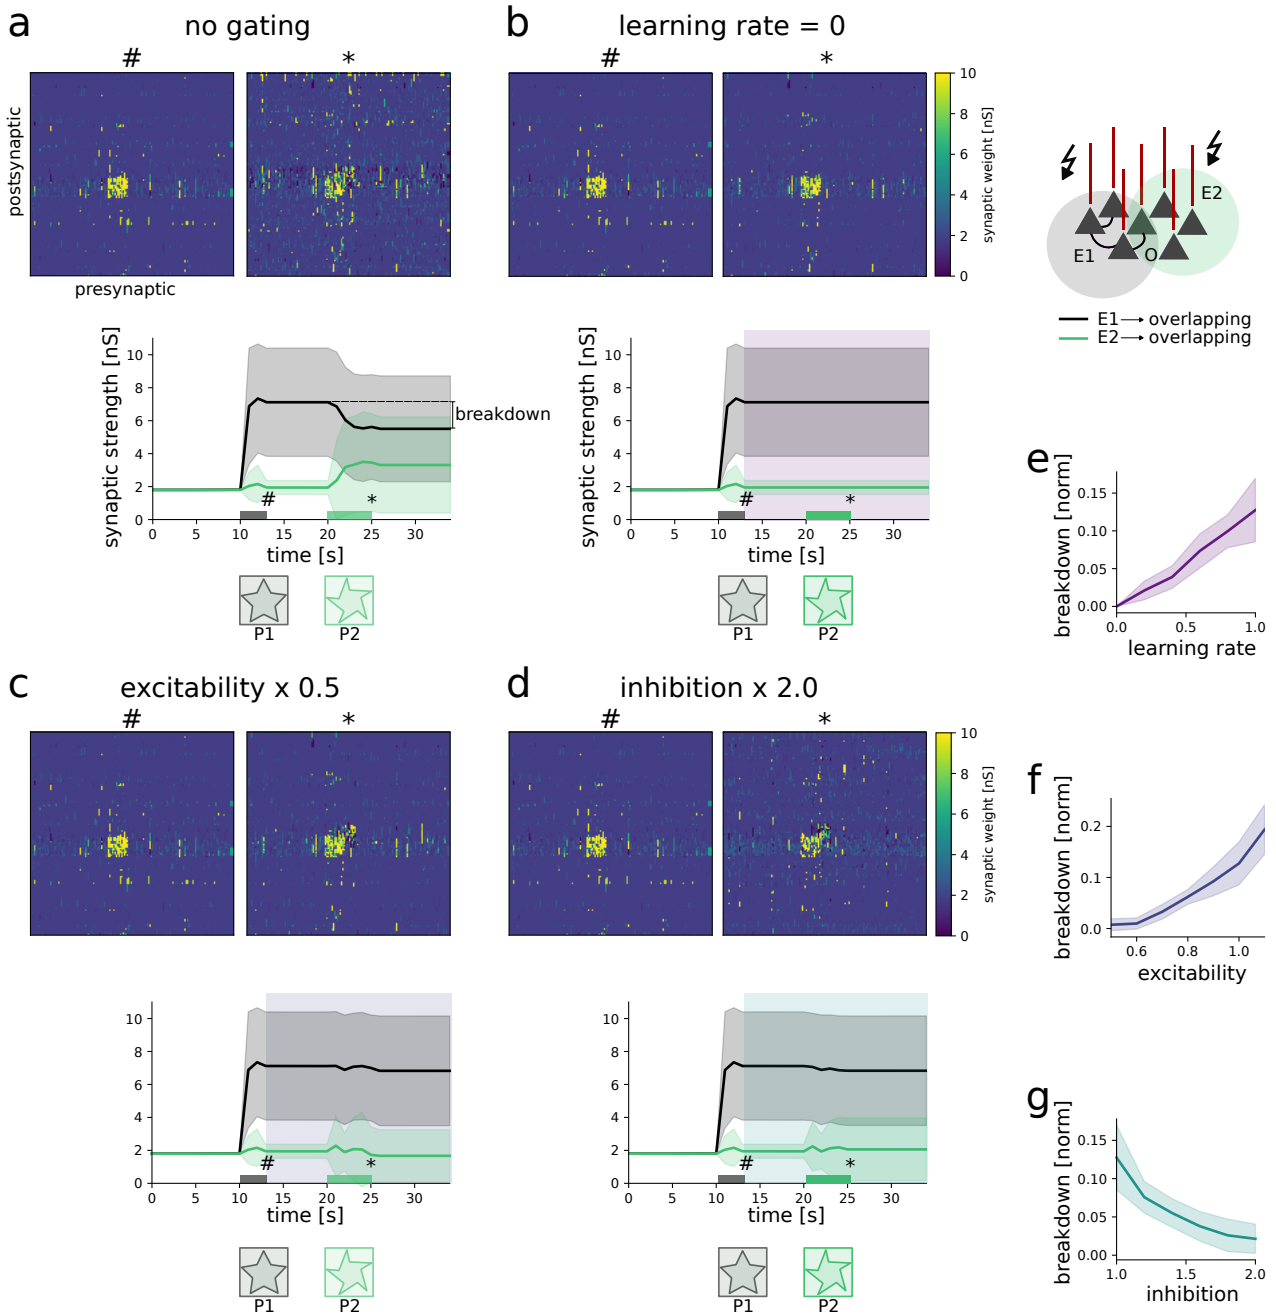 a
no gating
#
*
postsynaptic
presynaptic
synaptic strength [nS]
10
8
6
4
2
0
breakdown
#
*
0
5
10
15
20
25
30
time [s]
P1
P2
b
learning rate = 0
#
*
10
8
6
4
2
0
synaptic weight [nS]
synaptic strength [nS]
10
8
6
4
2
0
#
*
0
5
10
15
20
25
30
time [s]
P1
P2
E1
O
E2
E1 → overlapping
E2 → overlapping
e
breakdown [norm]
0.15
0.10
0.05
0.00
0.0
0.5
1.0
learning rate
c
excitability x 0.5
#
*
10
8
6
4
2
0
#
*
0
5
10
15
20
25
30
time [s]
P1
P2
d
inhibition x 2.0
#
*
10
8
6
4
2
0
synaptic weight [nS]
10
8
6
4
2
0
#
*
0
5
10
15
20
25
30
time [s]
P1
P2
f
breakdown [norm]
0.2
0.1
0.0
0.6
0.8
1.0
excitability
g
breakdown [norm]
0.15
0.10
0.05
0.00
1.0
1.5
2.0
inhibition